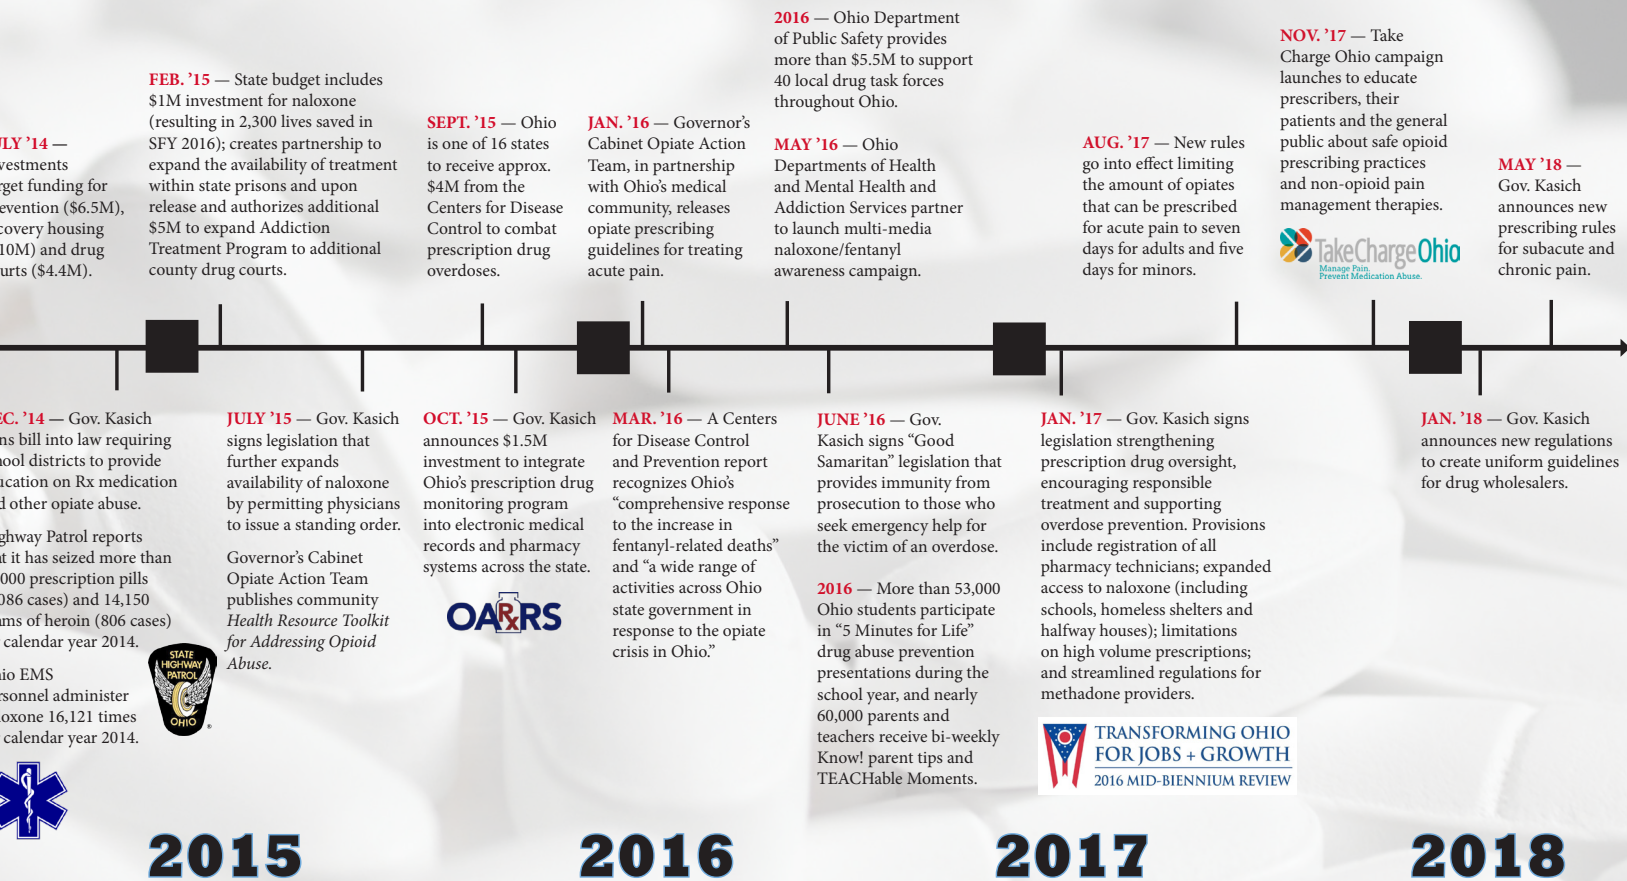 2016 — Ohio Department
of Public Safety provides
more than $5.5M to support
40 local drug task forces
throughout Ohio.
NOV. ’17 — Take
Charge Ohio campaign
launches to educate
prescribers, their
patients and the general
public about safe opioid
prescribing practices
and non-opioid pain
management therapies.
FEB. ’15 — State budget includes
$1M investment for naloxone
(resulting in 2,300 lives saved in
SFY 2016); creates partnership to
expand the availability of treatment
within state prisons and upon
release and authorizes additional
$5M to expand Addiction
Treatment Program to additional
county drug courts.
SEPT. ’15 — Ohio
is one of 16 states
to receive approx.
$4M from the
Centers for Disease
Control to combat
prescription drug
overdoses.
JAN. ’16 — Governor’s
Cabinet Opiate Action
Team, in partnership
with Ohio’s medical
community, releases
opiate prescribing
guidelines for treating
acute pain.
MAY ’16 — Ohio
Departments of Health
and Mental Health and
Addiction Services partner
to launch multi-media
naloxone/fentanyl
awareness campaign.
AUG. ’17 — New rules
go into effect limiting
the amount of opiates
that can be prescribed
for acute pain to seven
days for adults and five
days for minors.
MAY ’18 —
Gov. Kasich
announces new
prescribing rules
for subacute and
chronic pain.
ULY ’14 —
vestments
rget funding for
evention ($6.5M),
covery housing
10M) and drug
urts ($4.4M).
TakeChargeOhio
Manage Pain.
Prevent Medication Abuse.
EC. ’14 — Gov. Kasich
ns bill into law requiring
hool districts to provide
ucation on Rx medication
d other opiate abuse.
ghway Patrol reports
at it has seized more than
,000 prescription pills
086 cases) and 14,150
ams of heroin (806 cases)
r calendar year 2014.
io EMS
rsonnel administer
loxone 16,121 times
r calendar year 2014.
STATE
HIGHWAY
PATROL
OHIO
®
JULY ’15 — Gov. Kasich
signs legislation that
further expands
availability of naloxone
by permitting physicians
to issue a standing order.
Governor’s Cabinet
Opiate Action Team
publishes community
Health Resource Toolkit
for Addressing Opioid
Abuse.
OCT. ’15 — Gov. Kasich
announces $1.5M
investment to integrate
Ohio’s prescription drug
monitoring program
into electronic medical
records and pharmacy
systems across the state.
OARxRS
MAR. ’16 — A Centers
for Disease Control
and Prevention report
recognizes Ohio’s
“comprehensive response
to the increase in
fentanyl-related deaths”
and “a wide range of
activities across Ohio
state government in
response to the opiate
crisis in Ohio.”
JUNE ’16 — Gov.
Kasich signs “Good
Samaritan” legislation that
provides immunity from
prosecution to those who
seek emergency help for
the victim of an overdose.
2016 — More than 53,000
Ohio students participate
in “5 Minutes for Life”
drug abuse prevention
presentations during the
school year, and nearly
60,000 parents and
teachers receive bi-weekly
Know! parent tips and
TEACHable Moments.
JAN. ’17 — Gov. Kasich signs
legislation strengthening
prescription drug oversight,
encouraging responsible
treatment and supporting
overdose prevention. Provisions
include registration of all
pharmacy technicians; expanded
access to naloxone (including
schools, homeless shelters and
halfway houses); limitations
on high volume prescriptions;
and streamlined regulations for
methadone providers.
TRANSFORMING OHIO
FOR JOBS + GROWTH
2016 MID-BIENNIUM REVIEW
JAN. ’18 — Gov. Kasich
announces new regulations
to create uniform guidelines
for drug wholesalers.
2015
2016
2017
2018